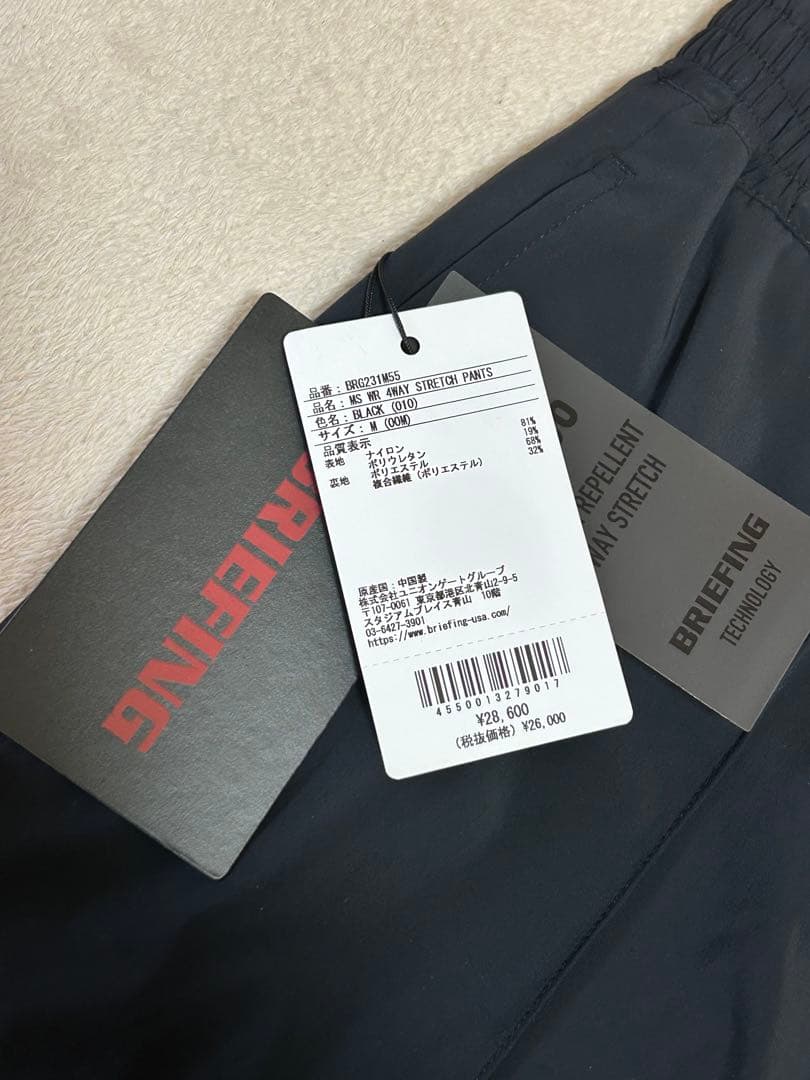 品番：BRG231M55
品名：MS WR 4WAY STRETCH PANTS
色名：BLACK (010)
サイズ：M (00M)
品質表示
表地 ナイロン 81%
ポリウレタン 19%
裏地 ポリエステル 68%
複合繊維 (ポリエステル) 32%
原産国：中国製
株式会社ユニオンゲートグループ
〒107-0061 東京都港区北青山2-9-5
スタジアムプレイス青山 10階
03-6427-3901
https://www.briefing-usa.com/
4550013279017
¥28,600
(税抜価格) ¥26,000
BRIEFING
REPELLENT
WAY STRETCH
BRIEFING
TECHNOLOGY